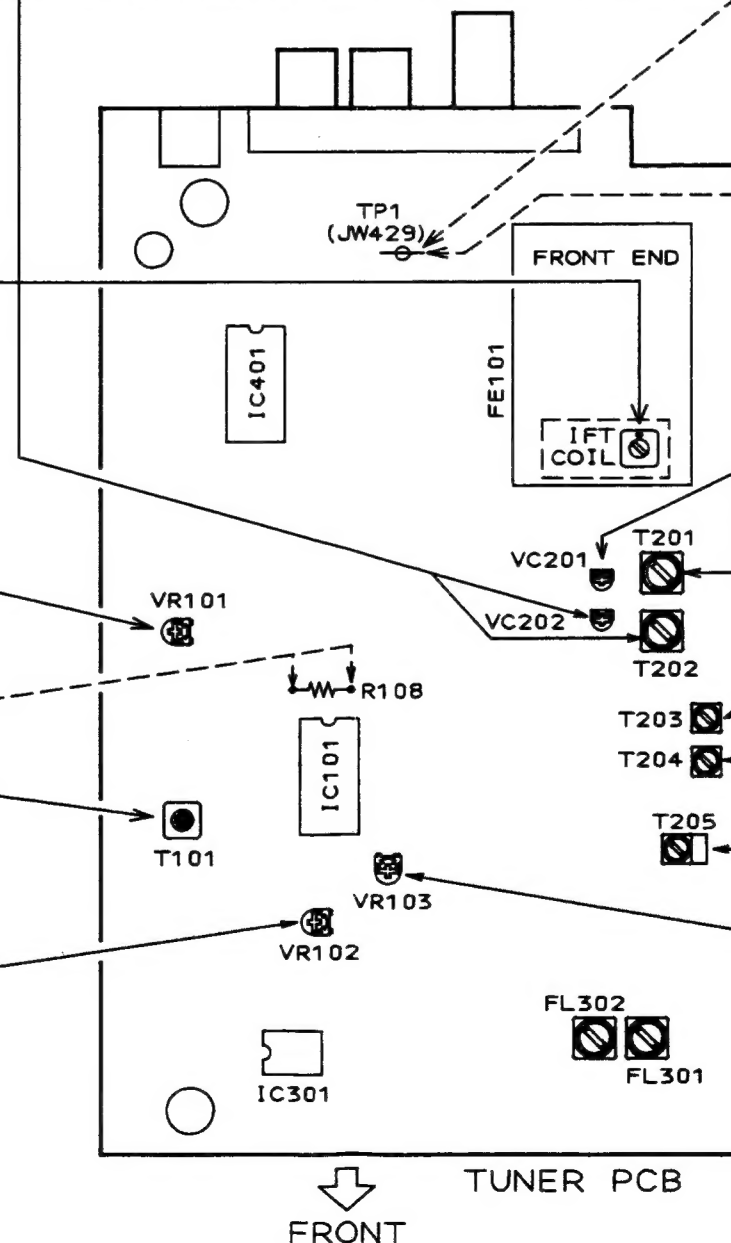 TP1
(JW429)
FRONT END
IC401
FE101
IFT
COIL
T201
VC201
VR101
VC202
T202
R108
T203
IC101
T204
T205
T101
VR103
VR102
FL302
IC301
FL301
TUNER PCB
FRONT